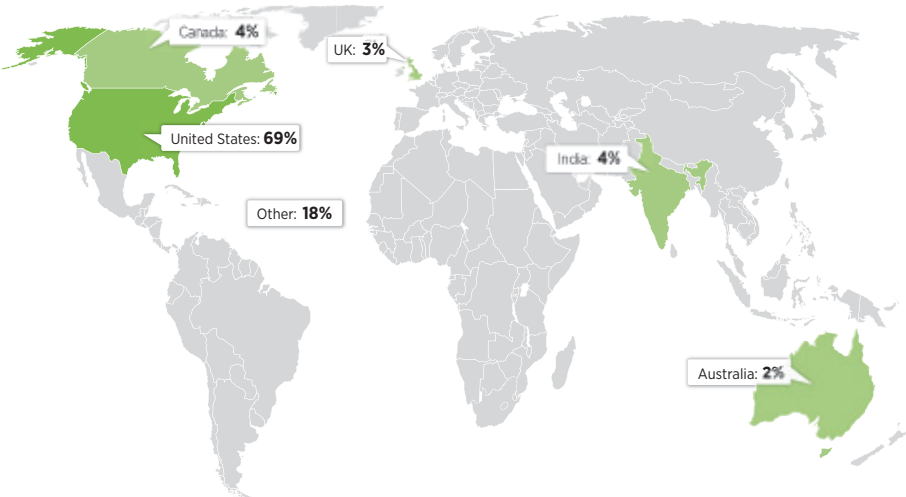 Canada: 4%
UK: 3%
United States: 69%
India: 4%
Other: 18%
Australia: 2%